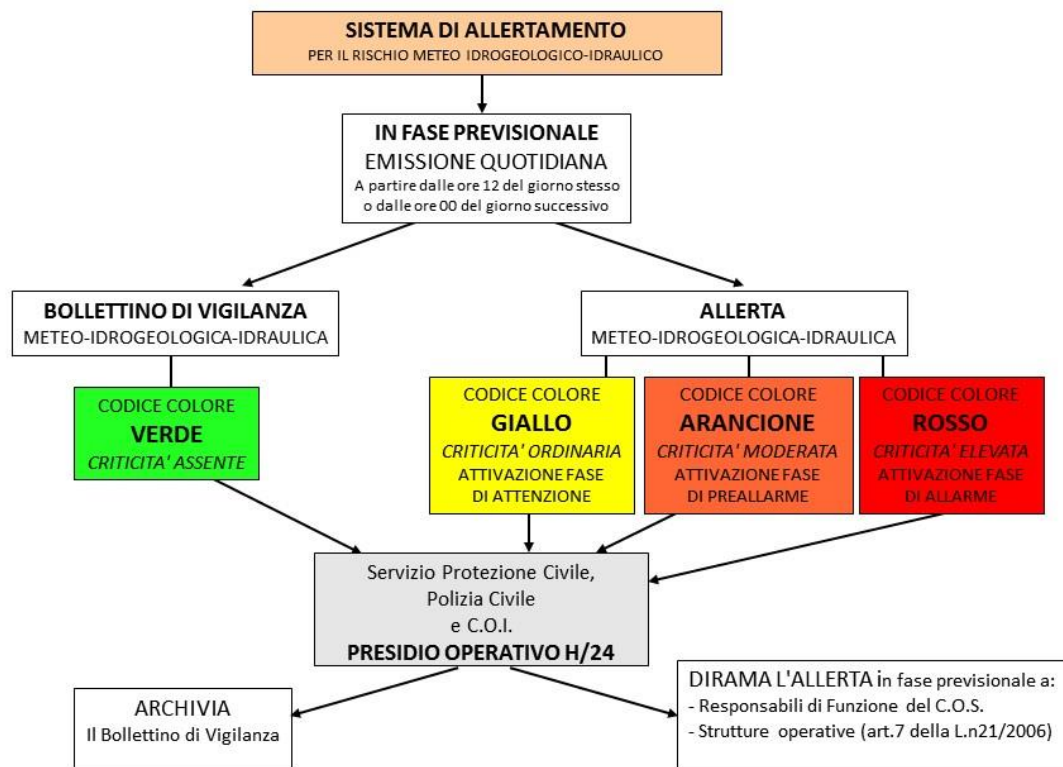 SISTEMA DI ALLERTAMENTO
PER IL RISCHIO METEO IDROGEOLOGICO-IDRAULICO
IN FASE PREVISIONALE
EMISSIONE QUOTIDIANA
A partire dalle ore 12 del giorno stesso
o dalle ore 00 del giorno successivo
BOLLETTINO DI VIGILANZA
METEO-IDROGEOLOGICA-IDRAULICA
ALLERTA
METEO-IDROGEOLOGICA-IDRAULICA
CODICE COLORE
VERDE
CRITICITA' ASSENTE
CODICE COLORE
GIALLO
CRITICITA' ORDINARIA
ATTIVAZIONE FASE
DI ATTENZIONE
CODICE COLORE
ARANCIONE
CRITICITA' MODERATA
ATTIVAZIONE FASE
DI PREALLARME
CODICE COLORE
ROSSO
CRITICITA' ELEVATA
ATTIVAZIONE FASE
DI ALLARME
Servizio Protezione Civile,
Polizia Civile
e C.O.I.
PRESIDIO OPERATIVO H/24
ARCHIVIA
Il Bollettino di Vigilanza
DIRAMA L'ALLERTA in fase previsionale a:
- Responsabili di Funzione del C.O.S.
- Strutture operative (art.7 della L.n21/2006)